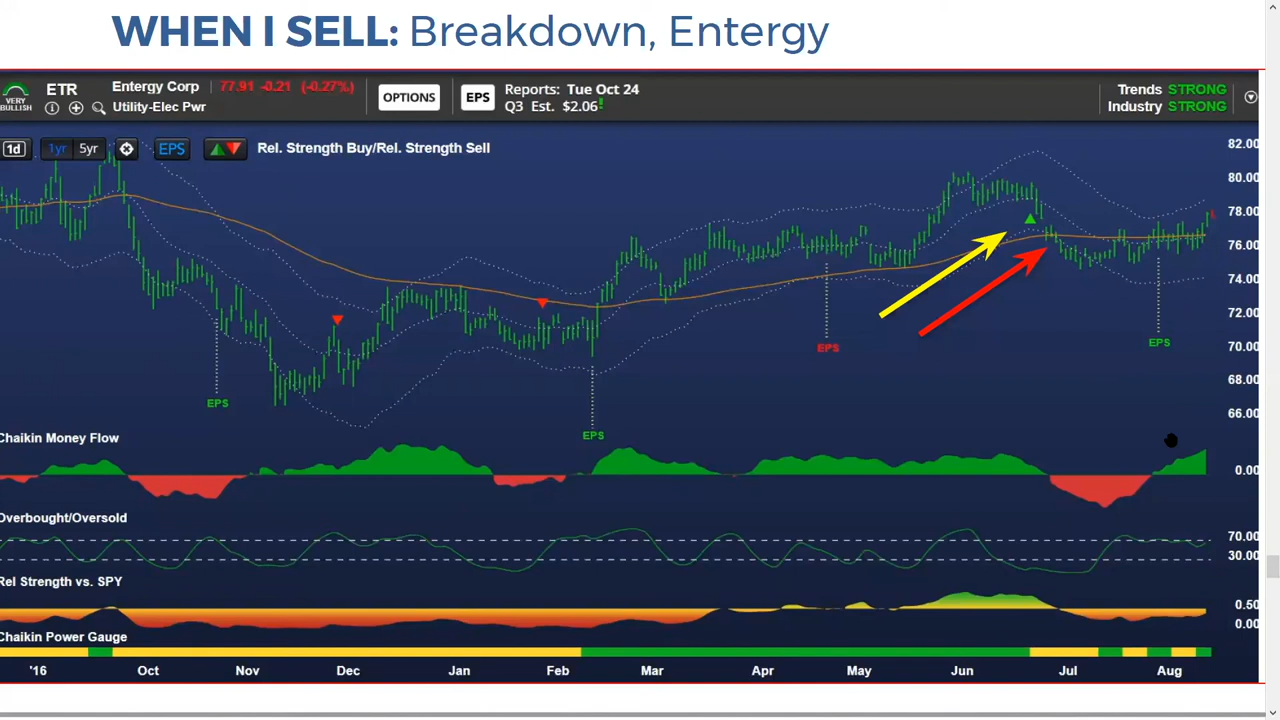 WHEN I SELL: Breakdown, Entergy
VERY
BULLISH
ETR
Entergy Corp 77.91 -0.21 (-0.27%)
Utility-Elec Pwr
OPTIONS
EPS
Reports: Tue Oct 24
Q3 Est. $2.06!
Trends STRONG
Industry STRONG
1d 1yr 5yr EPS Rel. Strength Buy/Rel. Strength Sell
82.00
80.00
78.00
76.00
74.00
72.00
70.00
68.00
66.00
EPS
EPS
EPS
EPS
Chaikin Money Flow
0.00
Overbought/Oversold
70.00
30.00
Rel Strength vs. SPY
0.50
0.00
Chaikin Power Gauge
'16 Oct Nov Dec Jan Feb Mar Apr May Jun Jul Aug